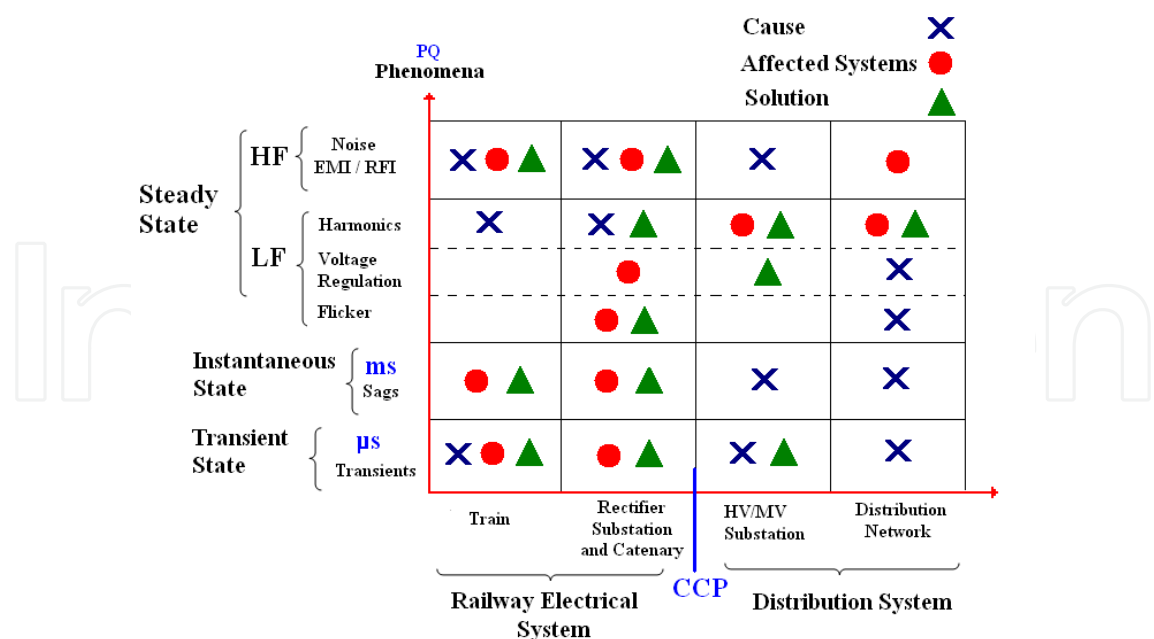 PQ
Phenomena
Cause
Affected Systems
Solution
Steady
State
HF
Noise
EMI / RFI
LF
Harmonics
Voltage
Regulation
Flicker
Instantaneous
State
ms
Sags
Transient
State
µs
Transients
Train
Rectifier
Substation
and Catenary
HV/MV
Substation
Distribution
Network
CCP
Railway Electrical
System
Distribution System